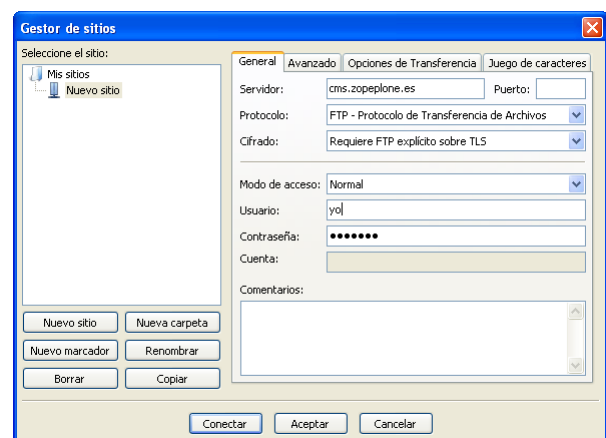 Gestor de sitios
Seleccione el sitio:
Mis sitios
Nuevo sitio
Nuevo sitio Nueva carpeta
Nuevo marcador Renombrar
Borrar Copiar
General Avanzado Opciones de Transferencia Juego de caracteres
Servidor: cms.zopeplone.es Puerto:
Protocolo: FTP - Protocolo de Transferencia de Archivos
Cifrado: Requiere FTP explícito sobre TLS
Modo de acceso: Normal
Usuario: yo
Contraseña: •••••••
Cuenta:
Comentarios:
Conectar Aceptar Cancelar